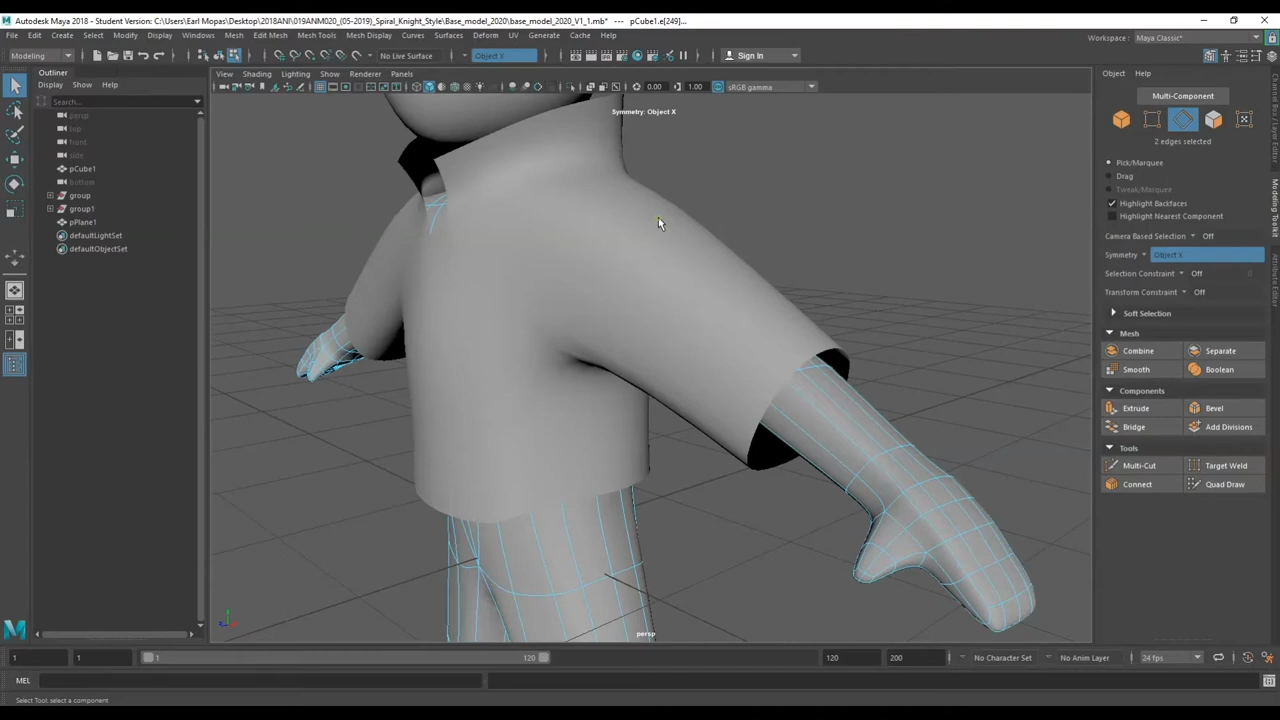 Autodesk Maya 2018 - Student Version: C:\Users\Earl Mopas\Desktop\2018ANI\019ANM020_(05-2019)_Spiral_Knight_Style\Base_model_2020\base_model_2020_V1_1.mb* --- pCube1.e[249]...
File Edit Create Select Modify Display Windows Mesh Edit Mesh Mesh Tools Mesh Display Curves Surfaces Deform UV Generate Cache Help
Workspace : Maya Classic*
Modeling
No Live Surface
Object X
Sign In
Outliner
Display Show Help
Search...
persp
top
front
side
pCube1
bottom
group
group1
pPlane1
defaultLightSet
defaultObjectSet
View Shading Lighting Show Renderer Panels
0.00
1.00
sRGB gamma
Symmetry: Object X
persp
Object Help
Multi-Component
2 edges selected
Pick/Marquee
Drag
Tweak/Marquee
Highlight Backfaces
Highlight Nearest Component
Camera Based Selection Off
Symmetry Object X
Selection Constraint Off 0
Transform Constraint Off
Soft Selection
Mesh
Combine Separate
Smooth Boolean
Components
Extrude Bevel
Bridge Add Divisions
Tools
Multi-Cut Target Weld
Connect Quad Draw
Channel Box / Layer Editor
Modeling Toolkit
Attribute Editor
1 1 1 120 120 200 No Character Set No Anim Layer 24 fps
MEL
Select Tool: select a component